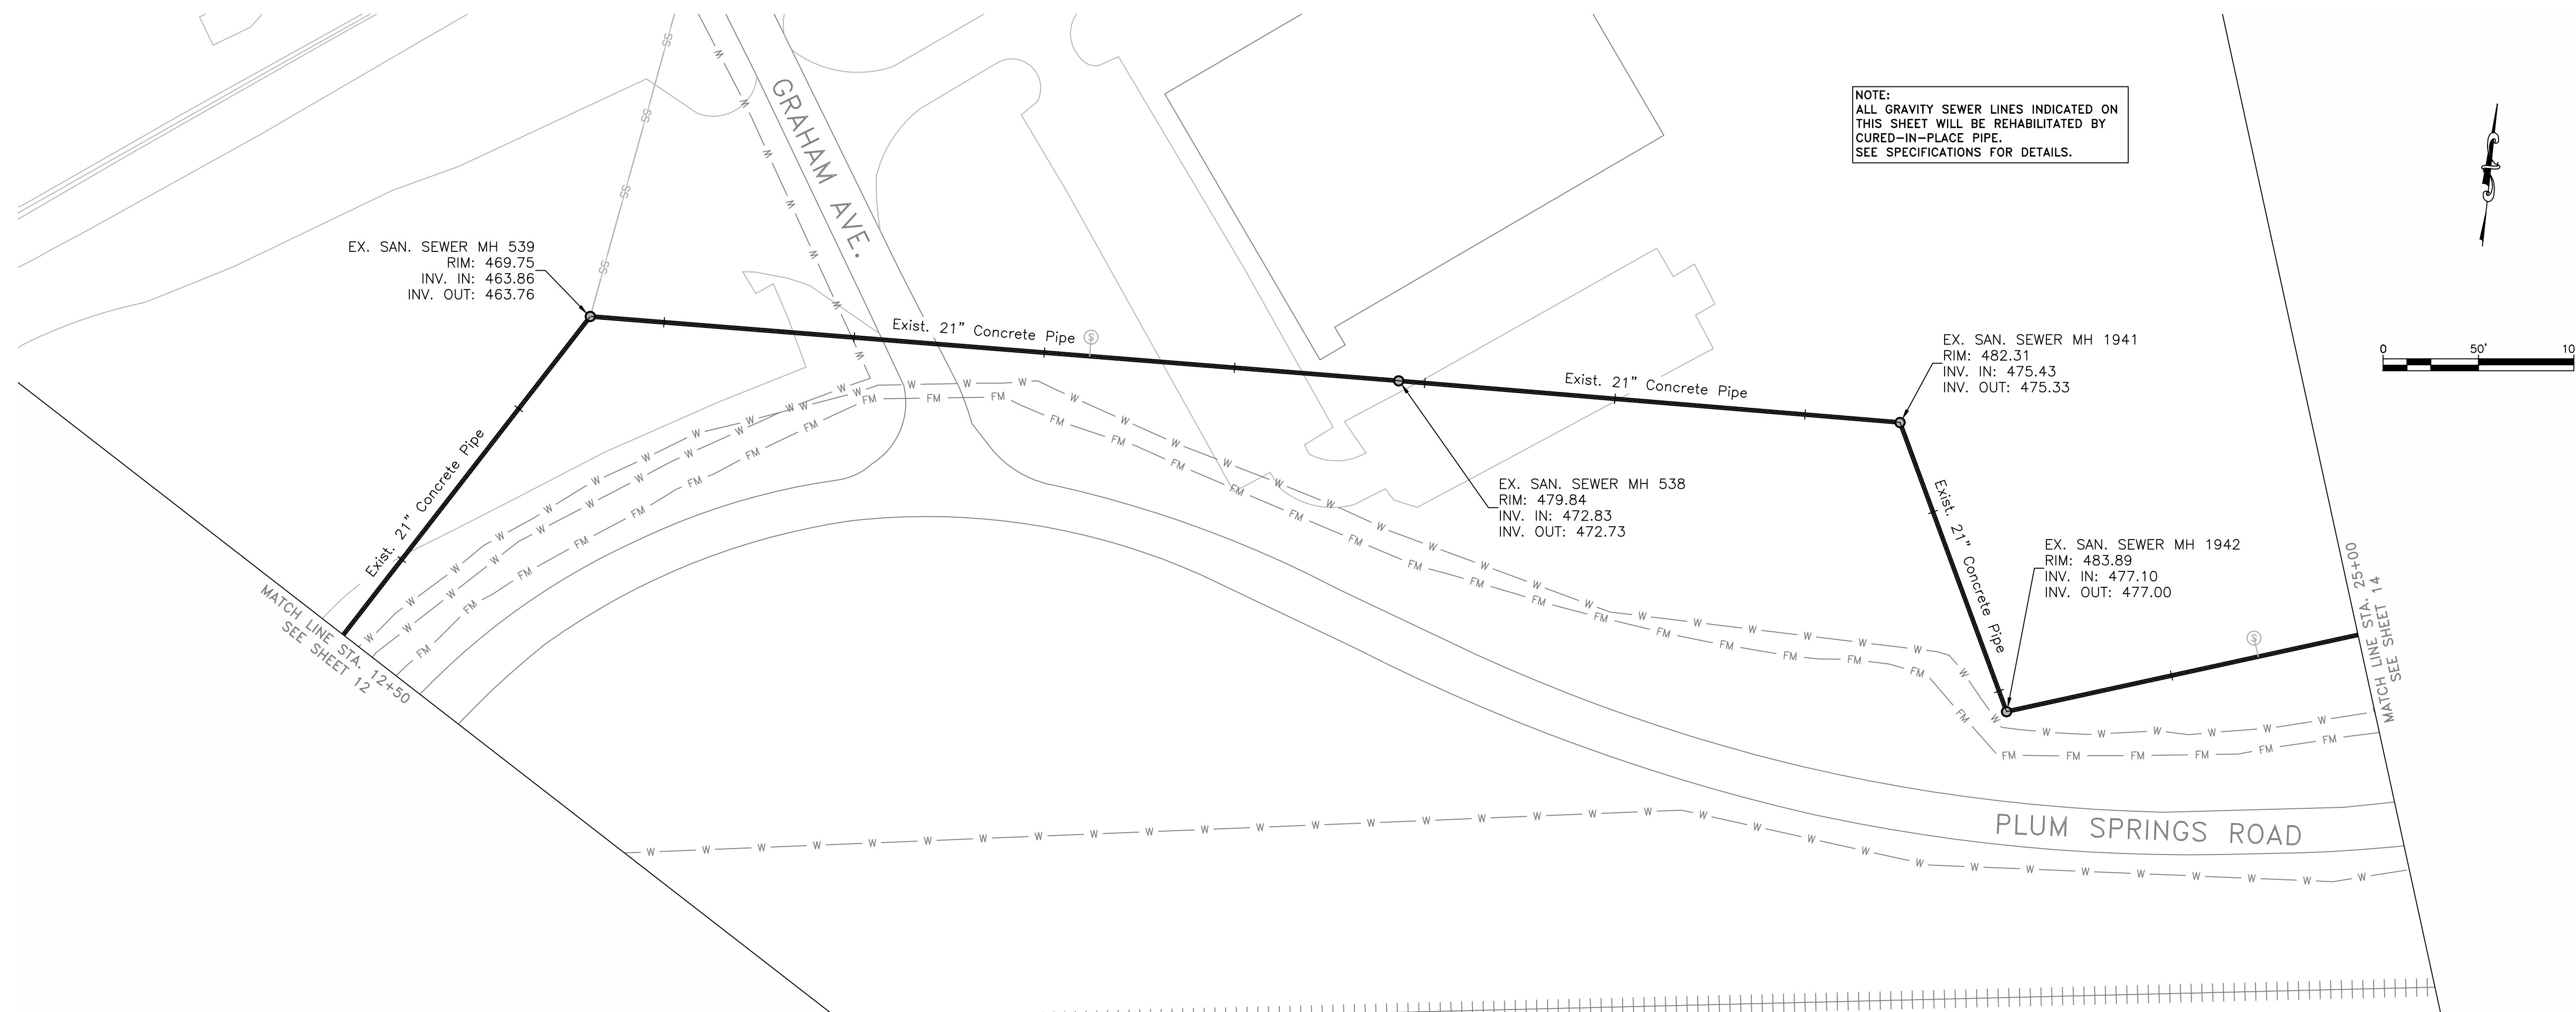 GRAHAM AVE.
NOTE:
ALL GRAVITY SEWER LINES INDICATED ON
THIS SHEET WILL BE REHABILITATED BY
CURED-IN-PLACE PIPE.
SEE SPECIFICATIONS FOR DETAILS.
EX. SAN. SEWER MH 539
RIM: 469.75
INV. IN: 463.86
INV. OUT: 463.76
Exist. 21" Concrete Pipe
S
EX. SAN. SEWER MH 1941
RIM: 482.31
INV. IN: 475.43
INV. OUT: 475.33
0 50' 10
Exist. 21" Concrete Pipe
Exist. 21" Concrete Pipe
EX. SAN. SEWER MH 538
RIM: 479.84
INV. IN: 472.83
INV. OUT: 472.73
Exist. 21" Concrete Pipe
EX. SAN. SEWER MH 1942
RIM: 483.89
INV. IN: 477.10
INV. OUT: 477.00
S
MATCH LINE STA. 12+50
SEE SHEET 12
MATCH LINE STA. 25+00
SEE SHEET 14
PLUM SPRINGS ROAD
SS
W
FM